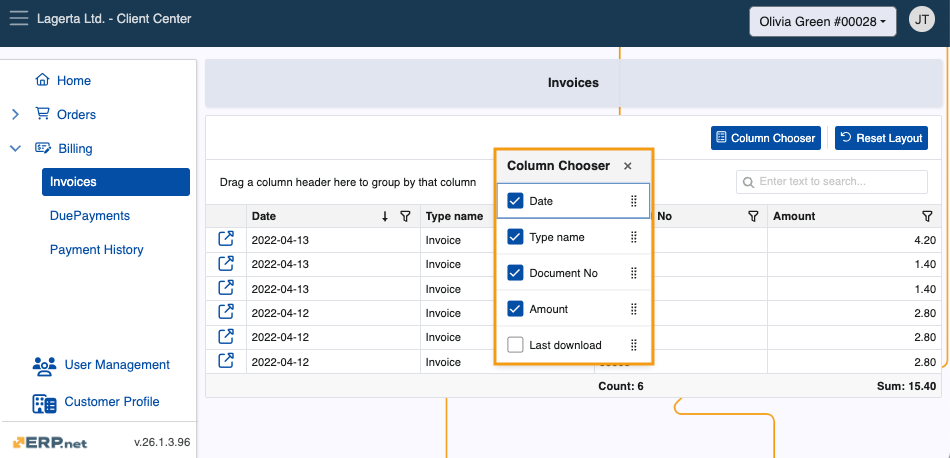 Lagerta Ltd. - Client Center
Olivia Green #00028
JT
Home
Orders
Billing
Invoices
DuePayments
Payment History
User Management
Customer Profile
ERP.net
v.26.1.3.96
Invoices
Column Chooser
Reset Layout
Drag a column header here to group by that column
Enter text to search...
Date Type name No Amount
2022-04-13 Invoice 4.20
2022-04-13 Invoice 1.40
2022-04-13 Invoice 1.40
2022-04-12 Invoice 2.80
2022-04-12 Invoice 2.80
2022-04-12 Invoice 2.80
Count: 6 Sum: 15.40
Column Chooser
Date
Type name
Document No
Amount
Last download